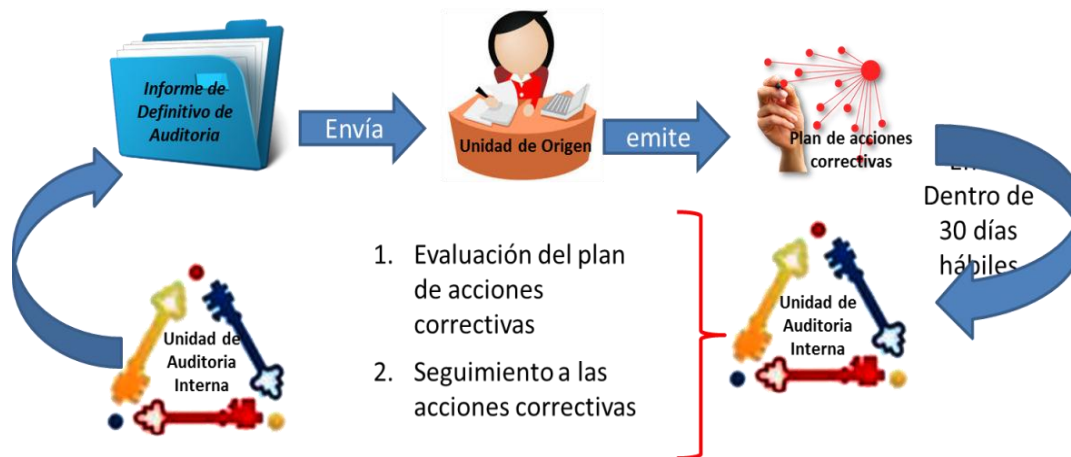 Informe de
Definitivo de
Auditoria
Envía
Unidad de Origen
emite
Plan de acciones
correctivas
Dentro de
30 días
hábiles
Unidad de
Auditoria
Interna
1. Evaluación del plan
de acciones
correctivas
2. Seguimiento a las
acciones correctivas
Unidad de
Auditoria
Interna